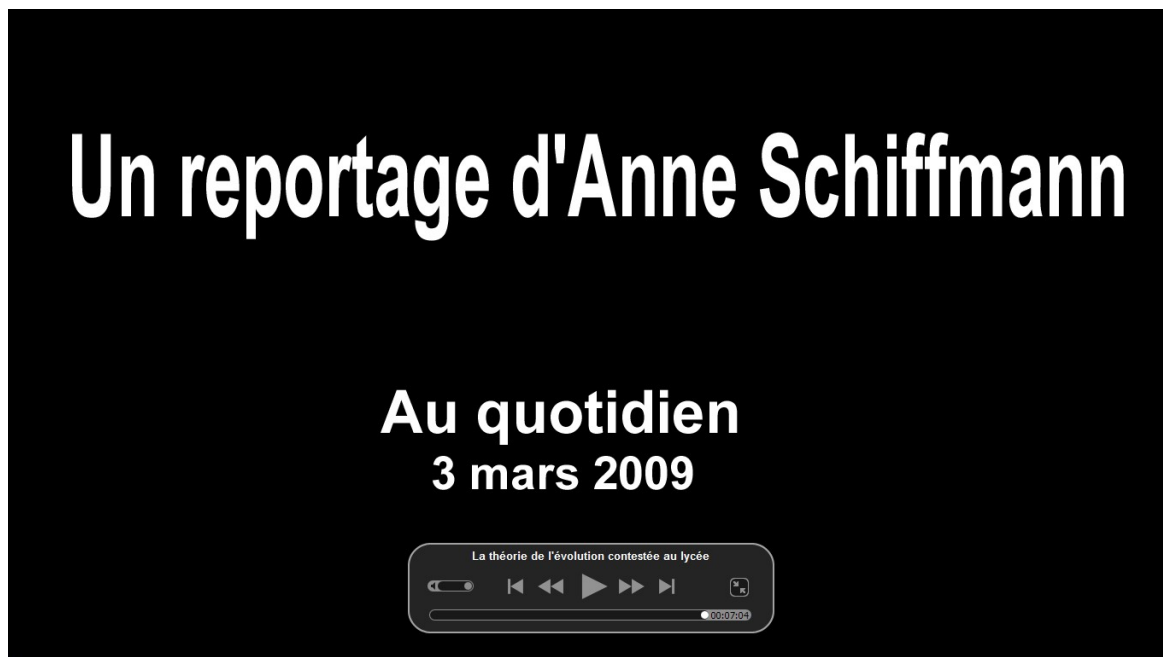 Un reportage d'Anne Schiffmann
Au quotidien
3 mars 2009
La théorie de l'évolution contestée au lycée
00:07:04